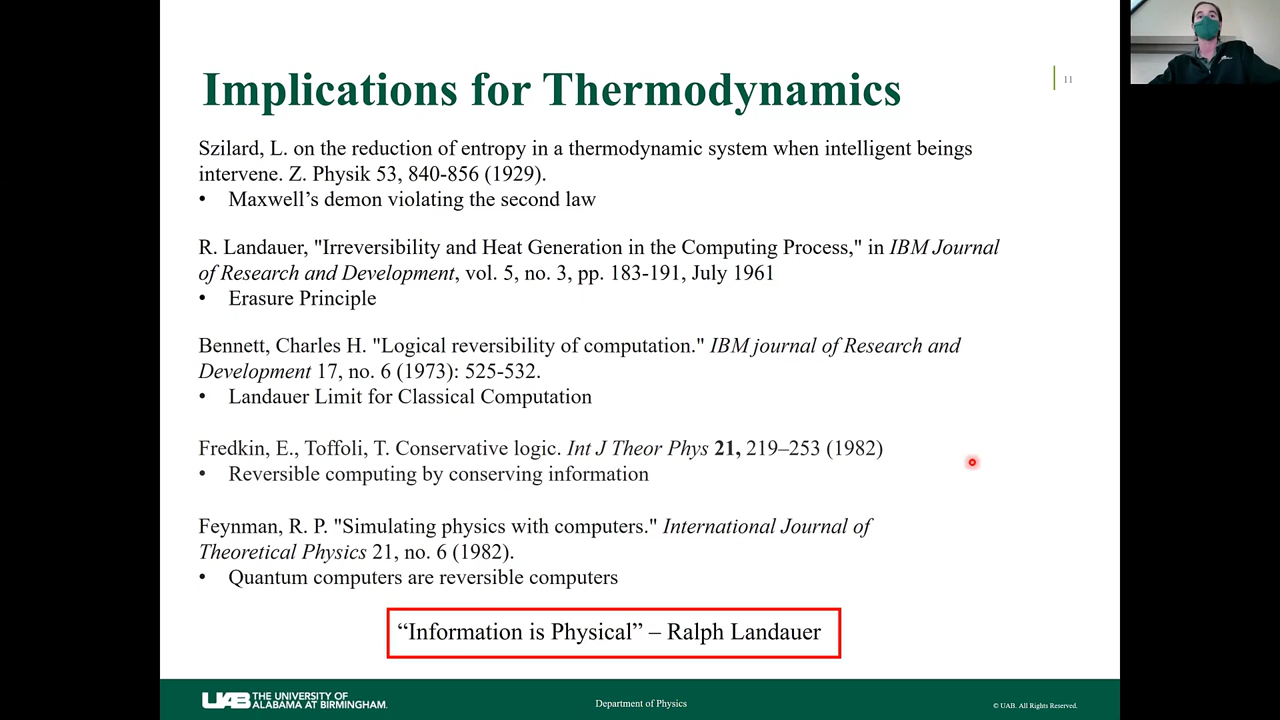 Implications for Thermodynamics
11
Szilard, L. on the reduction of entropy in a thermodynamic system when intelligent beings
intervene. Z. Physik 53, 840-856 (1929).
• Maxwell’s demon violating the second law
R. Landauer, "Irreversibility and Heat Generation in the Computing Process," in IBM Journal
of Research and Development, vol. 5, no. 3, pp. 183-191, July 1961
• Erasure Principle
Bennett, Charles H. "Logical reversibility of computation." IBM journal of Research and
Development 17, no. 6 (1973): 525-532.
• Landauer Limit for Classical Computation
Fredkin, E., Toffoli, T. Conservative logic. Int J Theor Phys 21, 219–253 (1982)
• Reversible computing by conserving information
Feynman, R. P. "Simulating physics with computers." International Journal of
Theoretical Physics 21, no. 6 (1982).
• Quantum computers are reversible computers
“Information is Physical” – Ralph Landauer
UAB THE UNIVERSITY OF
ALABAMA AT BIRMINGHAM.
Department of Physics
© UAB. All Rights Reserved.